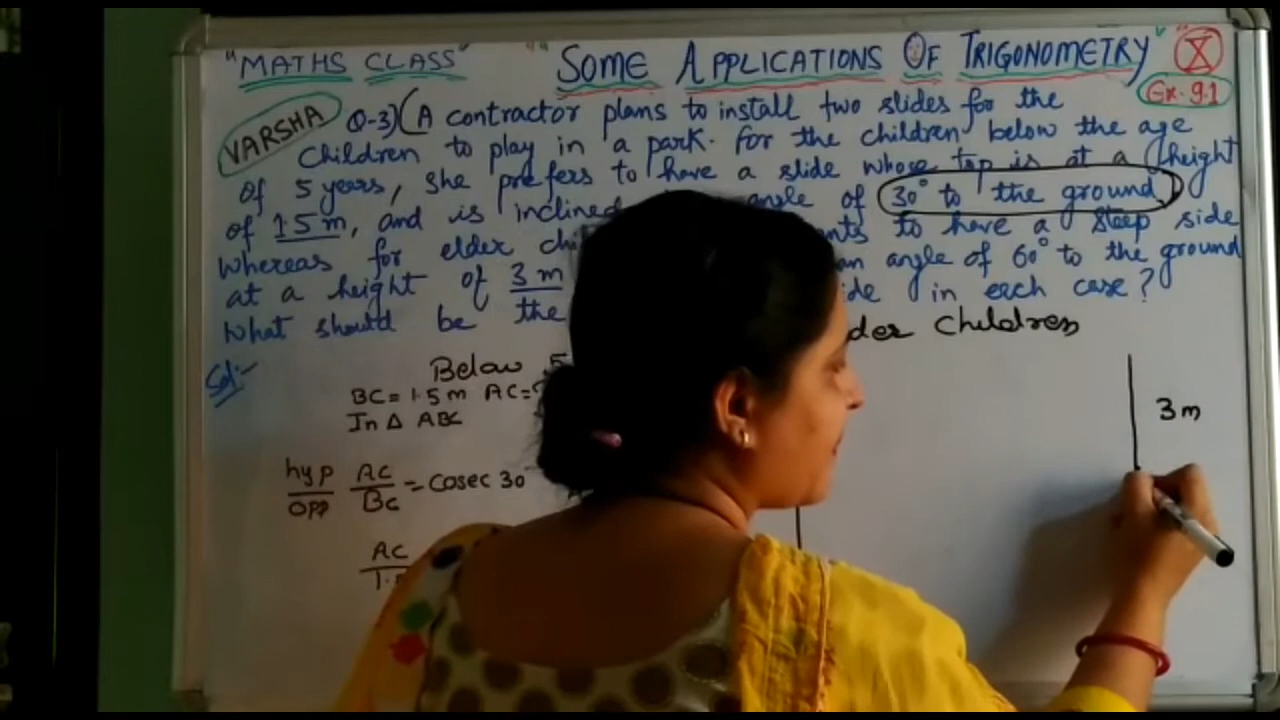 "MATHS CLASS" "SOME APPLICATIONS OF TRIGONOMETRY" X
Ex. 9.1
VARSHA
Q-3) (A contractor plans to install two slides for the
children to play in a park. For the children below the age
of 5 years, she prefers to have a slide whose top is at a height
of 1.5 m, and is inclined angle of 30° to the ground
whereas for elder to have a steep side
at a height of 3 m an angle of 60° to the ground
What should be the in each case?
Sol:-
Below 5
Children
BC = 1.5 m AC = ?
In Δ ABC
3 m
hyp/opp AC/BC = Cosec 30°
AC